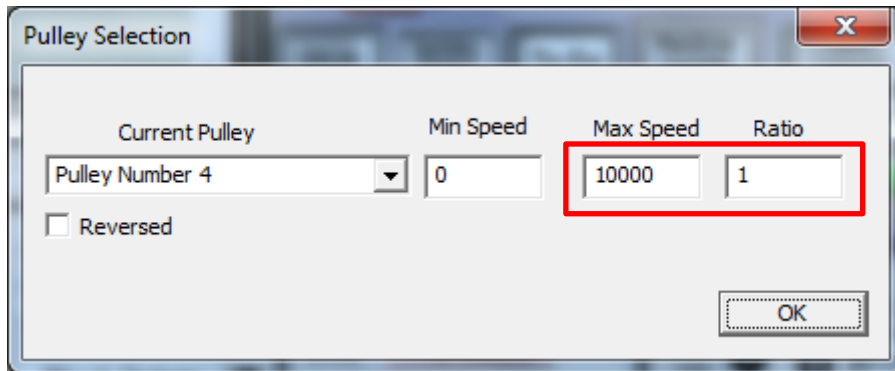 Pulley Selection
Current Pulley Min Speed Max Speed Ratio
Pulley Number 4 0 10000 1
Reversed
OK